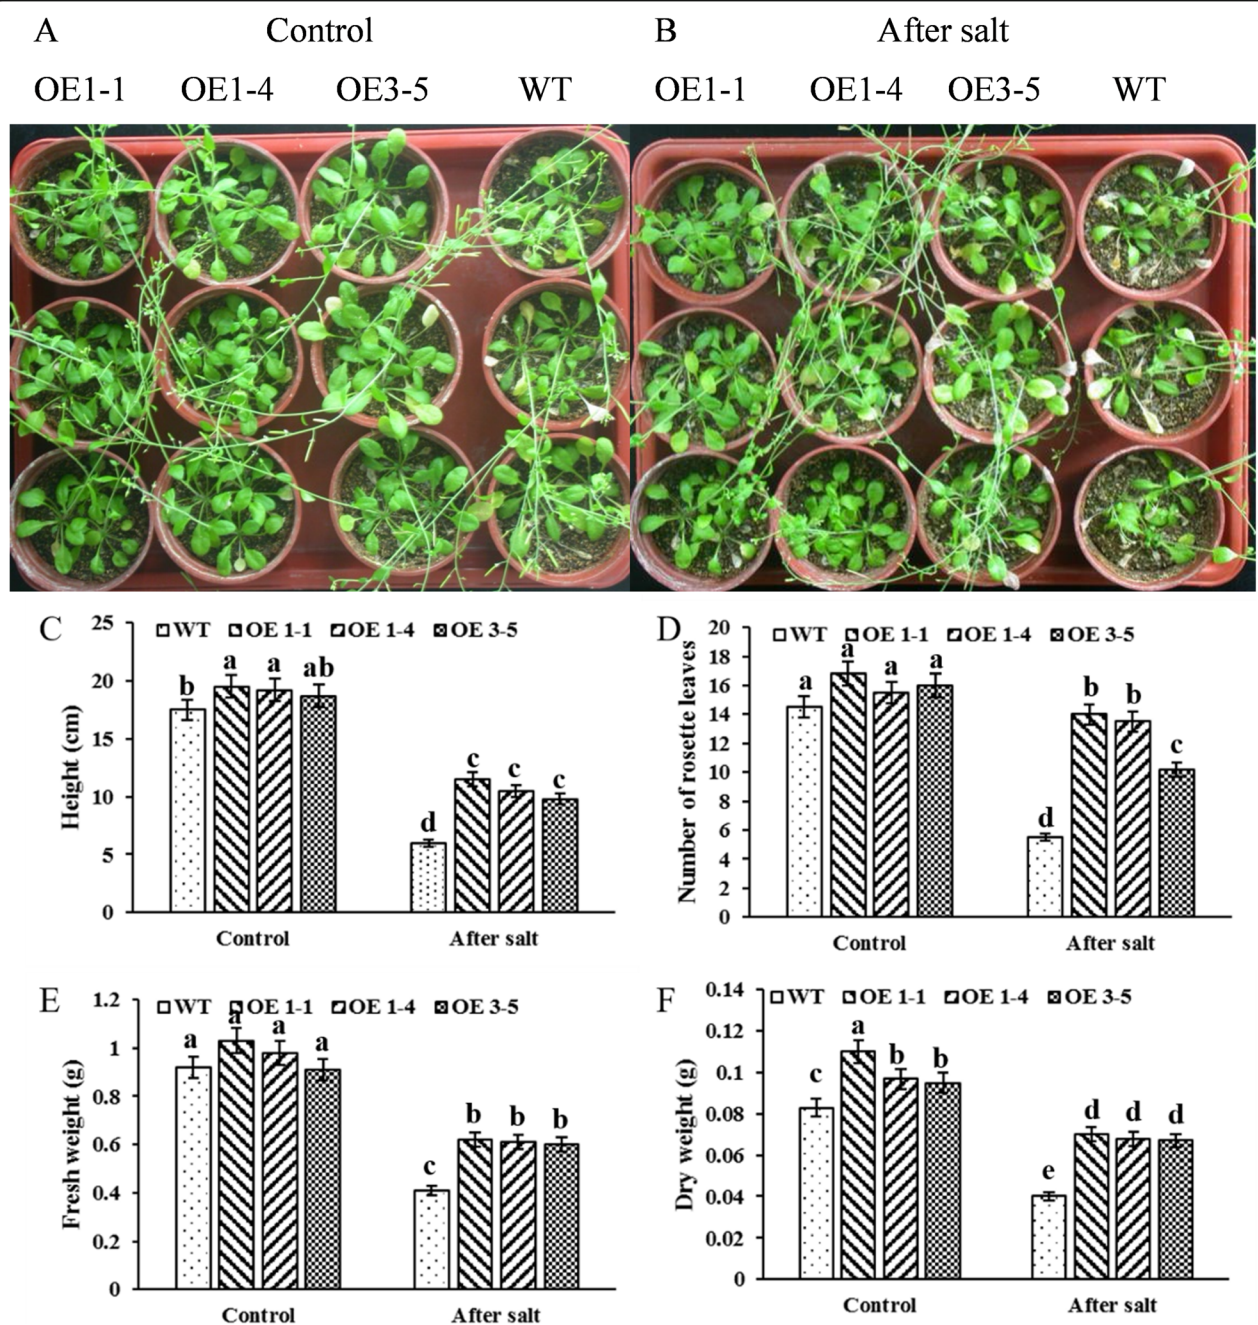 A Control B After salt
OE1-1 OE1-4 OE3-5 WT OE1-1 OE1-4 OE3-5 WT
C
Height (cm)
25
20
15
10
5
0
WT OE 1-1 OE 1-4 OE 3-5
b a a ab
d c c c
Control After salt
D
Number of rosette leaves
20
18
16
14
12
10
8
6
4
2
0
WT OE 1-1 OE 1-4 OE 3-5
a a a a
d b b c
Control After salt
E
Fresh weight (g)
1.2
1
0.8
0.6
0.4
0.2
0
WT OE 1-1 OE 1-4 OE 3-5
a a a a
c b b b
Control After salt
F
Dry weight (g)
0.14
0.12
0.1
0.08
0.06
0.04
0.02
0
WT OE 1-1 OE 1-4 OE 3-5
c a b b
e d d d
Control After salt